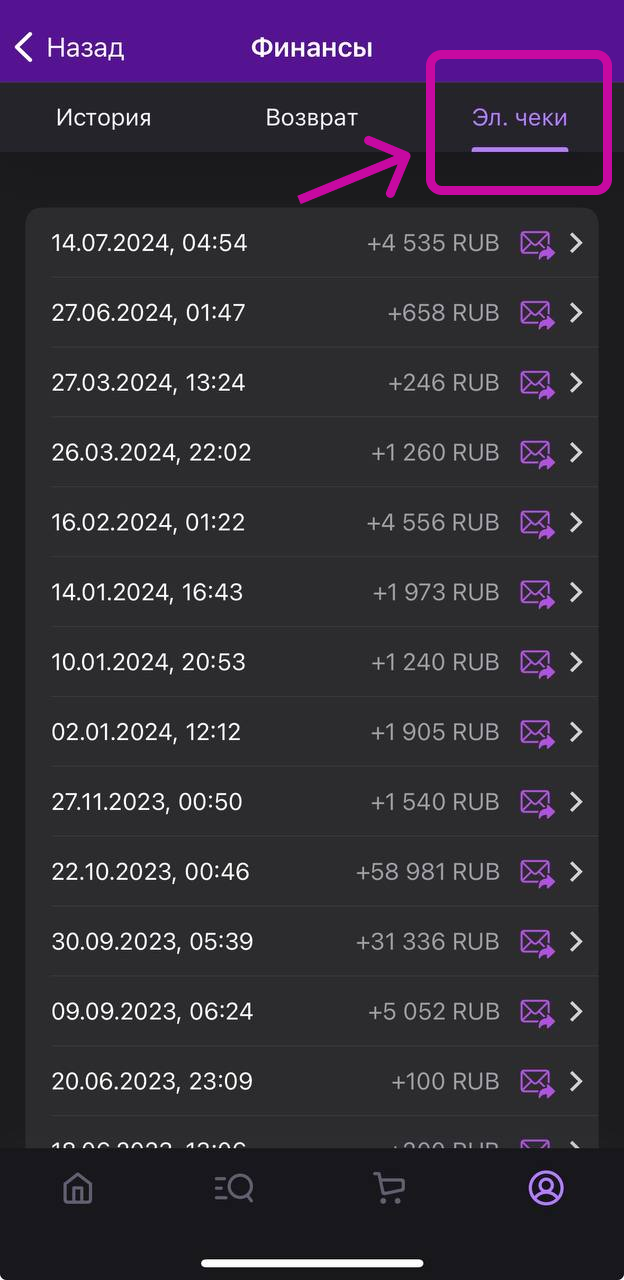 Назад
Финансы
История
Возврат
Эл. чеки
14.07.2024, 04:54 +4 535 RUB
27.06.2024, 01:47 +658 RUB
27.03.2024, 13:24 +246 RUB
26.03.2024, 22:02 +1 260 RUB
16.02.2024, 01:22 +4 556 RUB
14.01.2024, 16:43 +1 973 RUB
10.01.2024, 20:53 +1 240 RUB
02.01.2024, 12:12 +1 905 RUB
27.11.2023, 00:50 +1 540 RUB
22.10.2023, 00:46 +58 981 RUB
30.09.2023, 05:39 +31 336 RUB
09.09.2023, 06:24 +5 052 RUB
20.06.2023, 23:09 +100 RUB